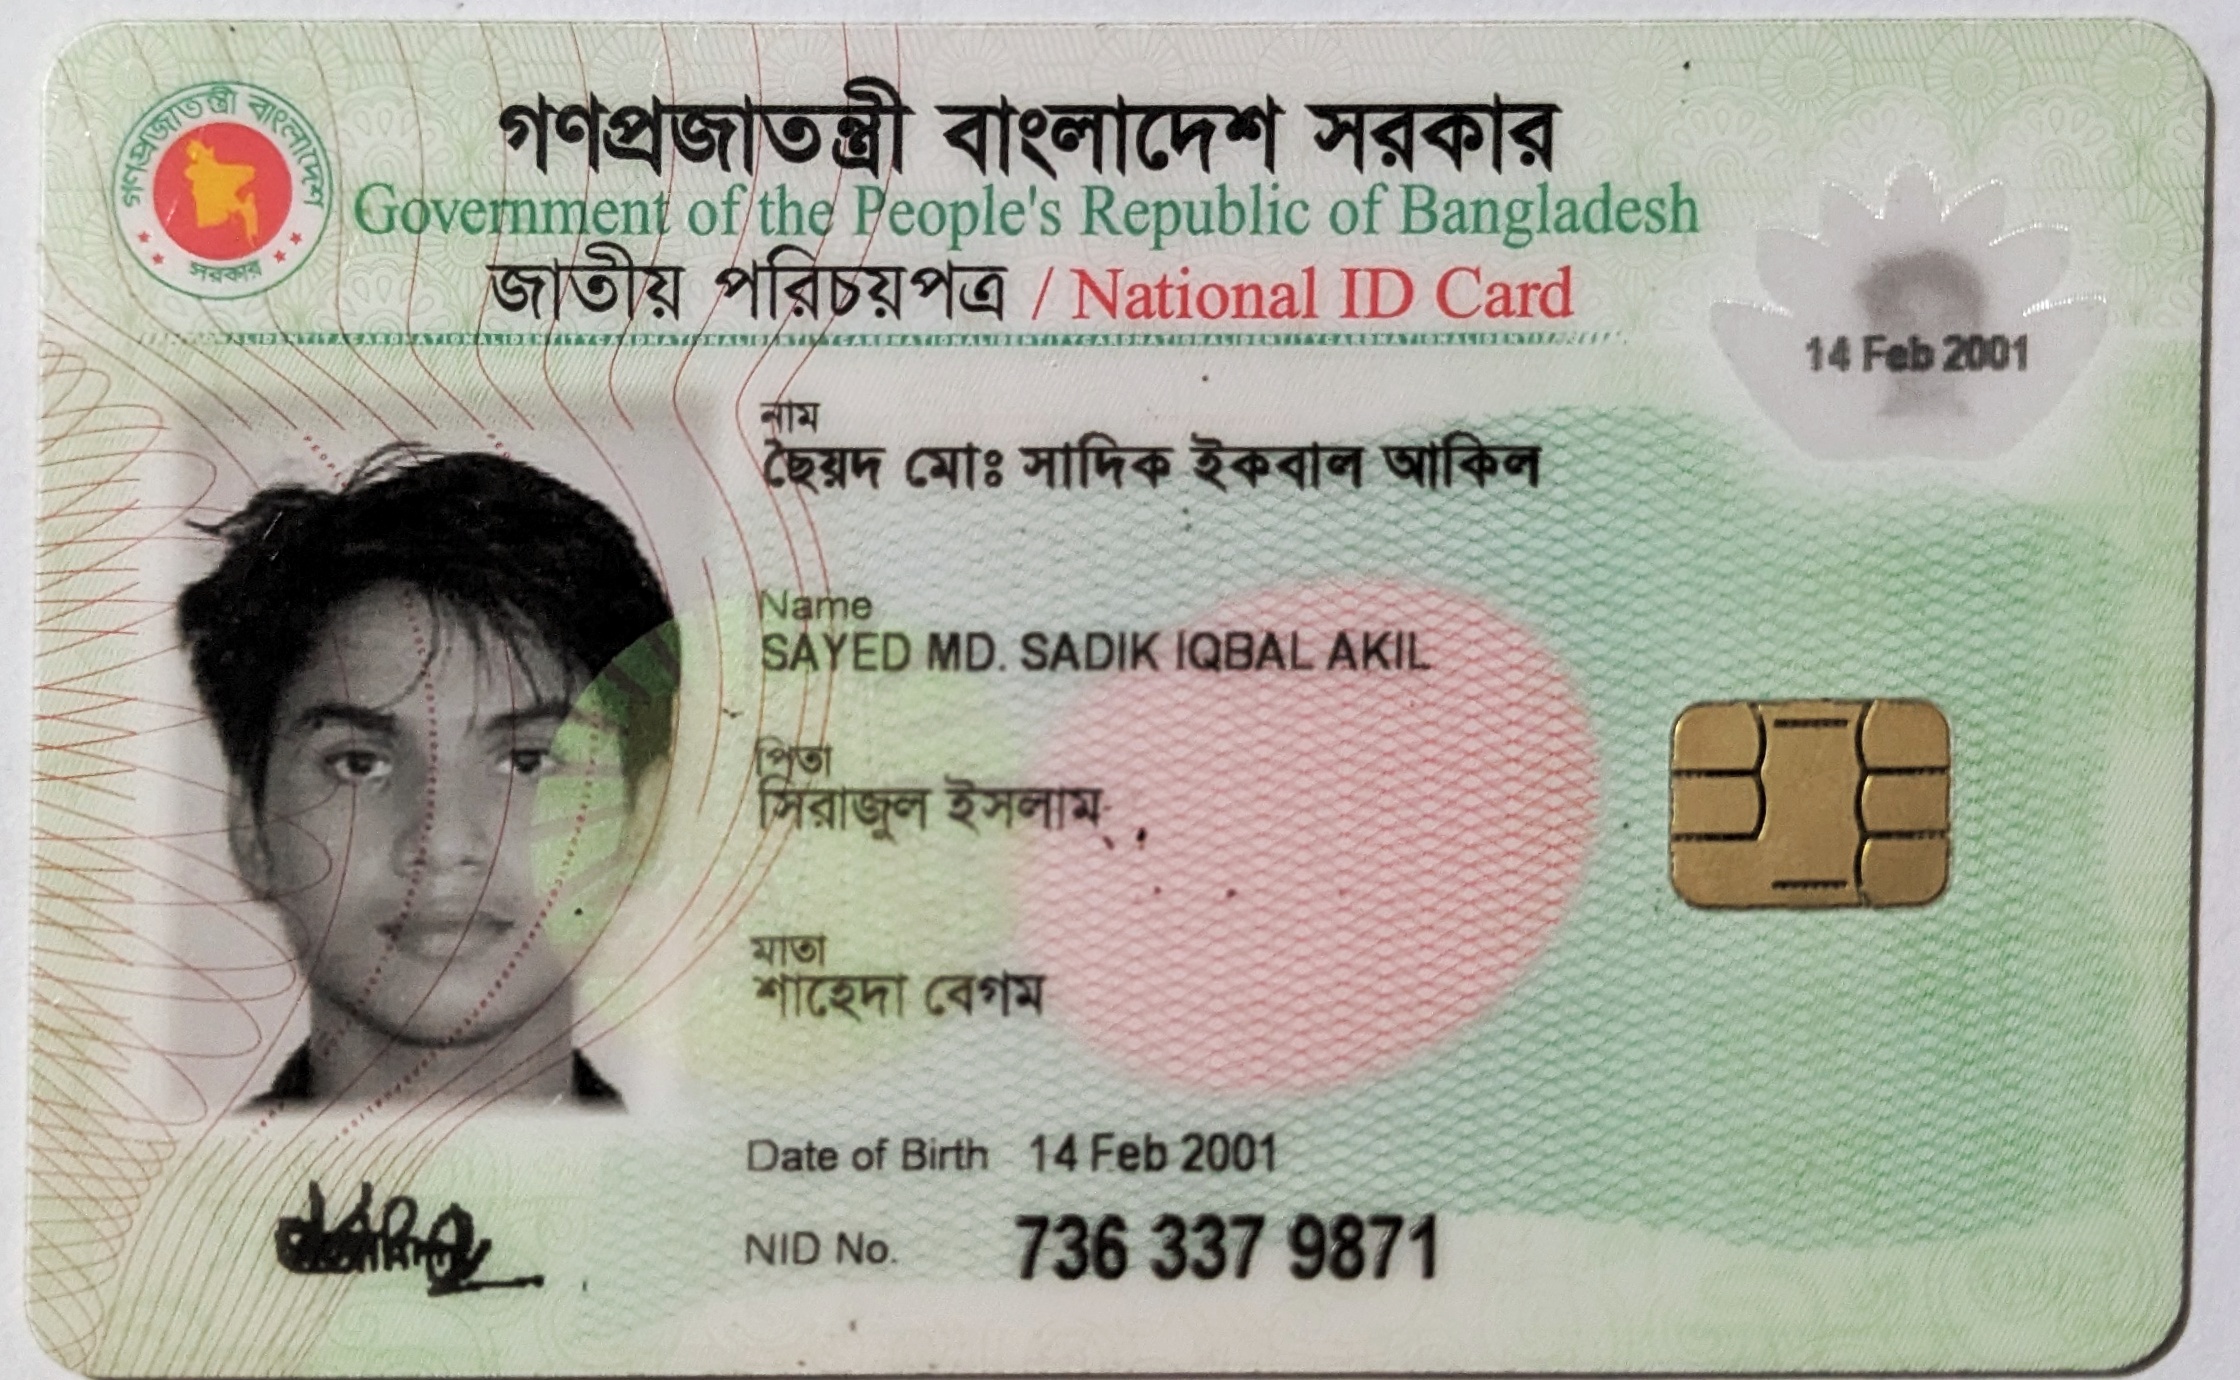 গণপ্রজাতন্ত্রী বাংলাদেশ
সরকার
গণপ্রজাতন্ত্রী বাংলাদেশ সরকার
Government of the People's Republic of Bangladesh
জাতীয় পরিচয়পত্র / National ID Card
14 Feb 2001
নাম
ছৈয়দ মোঃ সাদিক ইকবাল আকিল
Name
SAYED MD. SADIK IQBAL AKIL
পিতা
সিরাজুল ইসলাম
মাতা
শাহেদা বেগম
Date of Birth 14 Feb 2001
NID No. 736 337 9871